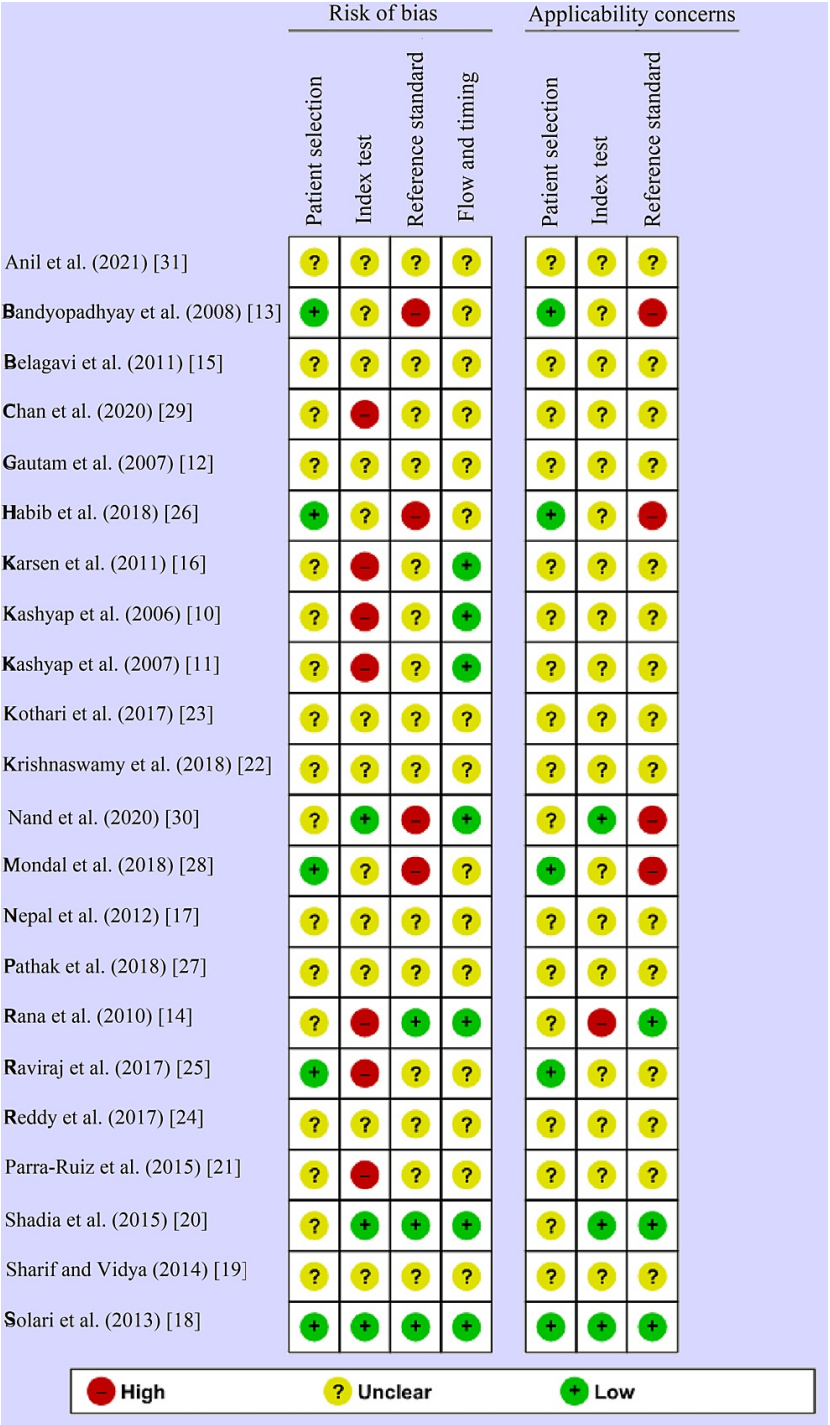 Risk of bias Applicability concerns
Patient selection Index test Reference standard Flow and timing Patient selection Index test Reference standard
Anil et al. (2021) [31] ? ? ? ? ? ? ?
Bandyopadhyay et al. (2008) [13] + ? – ? + ? –
Belagavi et al. (2011) [15] ? ? ? ? ? ? ?
Chan et al. (2020) [29] ? – ? ? ? ? ?
Gautam et al. (2007) [12] ? ? ? ? ? ? ?
Habib et al. (2018) [26] + ? – ? + ? –
Karsen et al. (2011) [16] ? – ? + ? ? ?
Kashyap et al. (2006) [10] ? – ? + ? ? ?
Kashyap et al. (2007) [11] ? – ? + ? ? ?
Kothari et al. (2017) [23] ? ? ? ? ? ? ?
Krishnaswamy et al. (2018) [22] ? ? ? ? ? ? ?
Nand et al. (2020) [30] ? + – + ? + –
Mondal et al. (2018) [28] + ? – ? + ? –
Nepal et al. (2012) [17] ? ? ? ? ? ? ?
Pathak et al. (2018) [27] ? ? ? ? ? ? ?
Rana et al. (2010) [14] ? – + + ? – +
Raviraj et al. (2017) [25] + – ? ? + ? ?
Reddy et al. (2017) [24] ? ? ? ? ? ? ?
Parra-Ruiz et al. (2015) [21] ? – ? ? ? ? ?
Shadia et al. (2015) [20] ? + + + ? + +
Sharif and Vidya (2014) [19] ? ? ? ? ? ? ?
Solari et al. (2013) [18] + + + + + + +
– High ? Unclear + Low